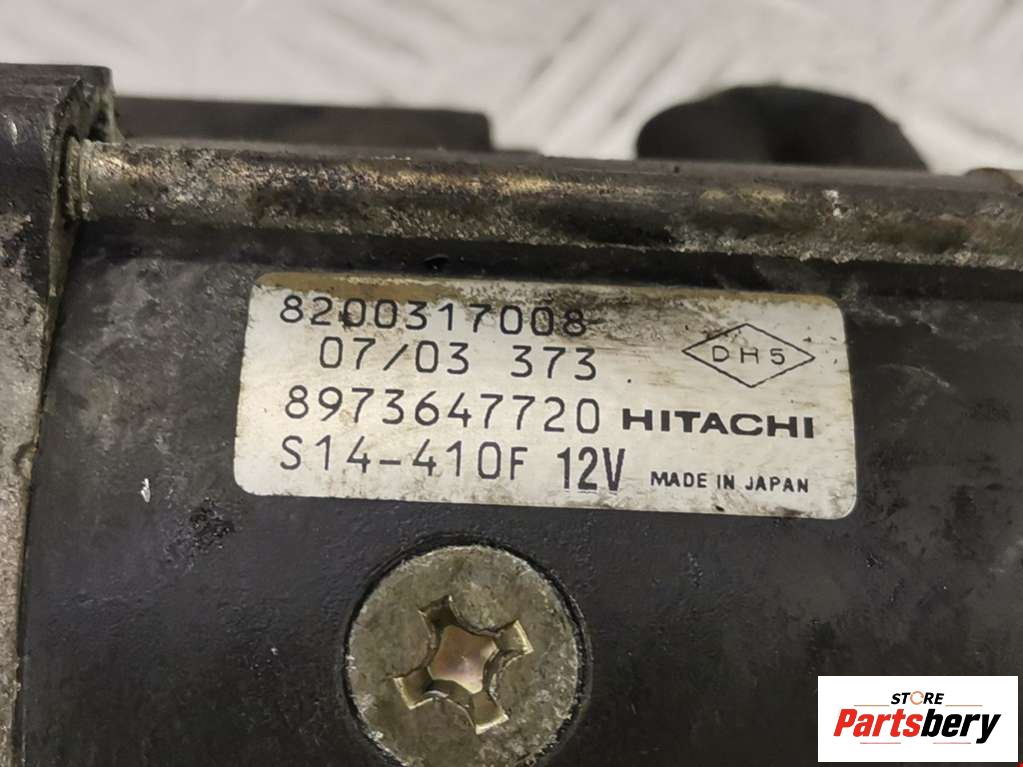 8200317008
07/03 373
DH5
8973647720 HITACHI
S14-410F 12V MADE IN JAPAN
STORE
Partsbery